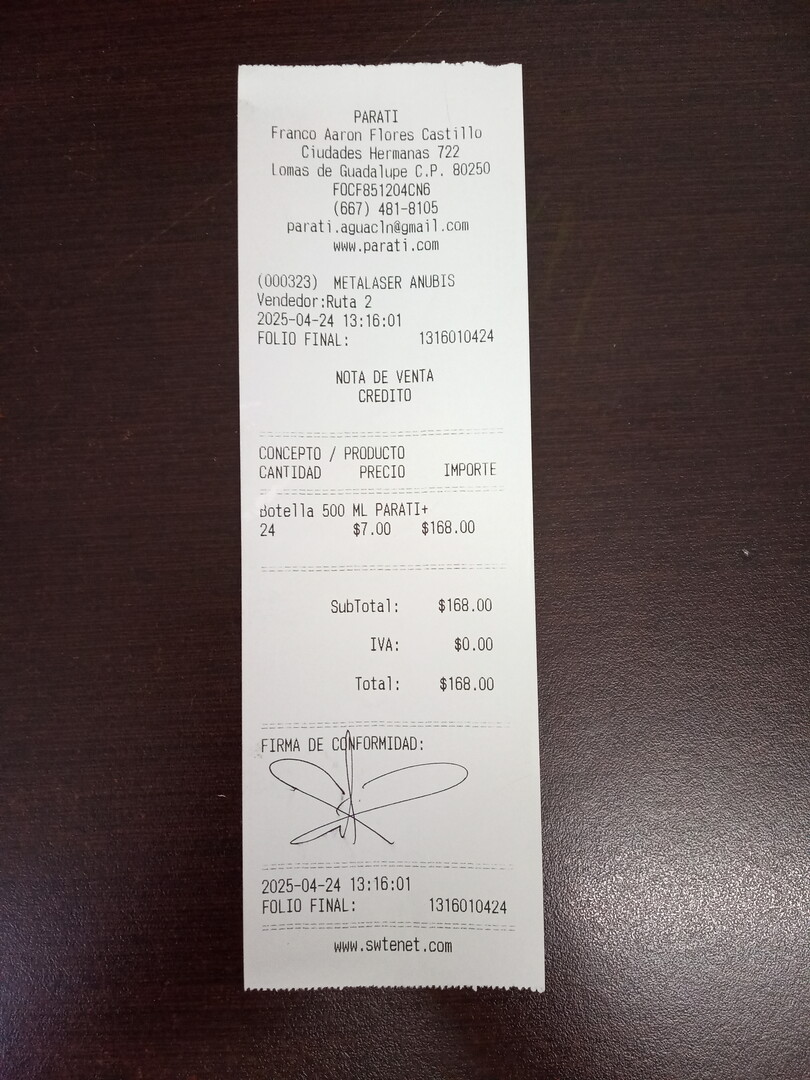 PARATI
Franco Aaron Flores Castillo
Ciudades Hermanas 722
Lomas de Guadalupe C.P. 80250
FOCF851204CN6
(667) 481-8105
parati.aguacln@gmail.com
www.parati.com
(000323) METALASER ANUBIS
Vendedor:Ruta 2
2025-04-24 13:16:01
FOLIO FINAL: 1316010424
NOTA DE VENTA
CREDITO
CONCEPTO / PRODUCTO
CANTIDAD PRECIO IMPORTE
Botella 500 ML PARATI+
24 $7.00 $168.00
SubTotal: $168.00
IVA: $0.00
Total: $168.00
FIRMA DE CONFORMIDAD:
2025-04-24 13:16:01
FOLIO FINAL: 1316010424
www.swtenet.com